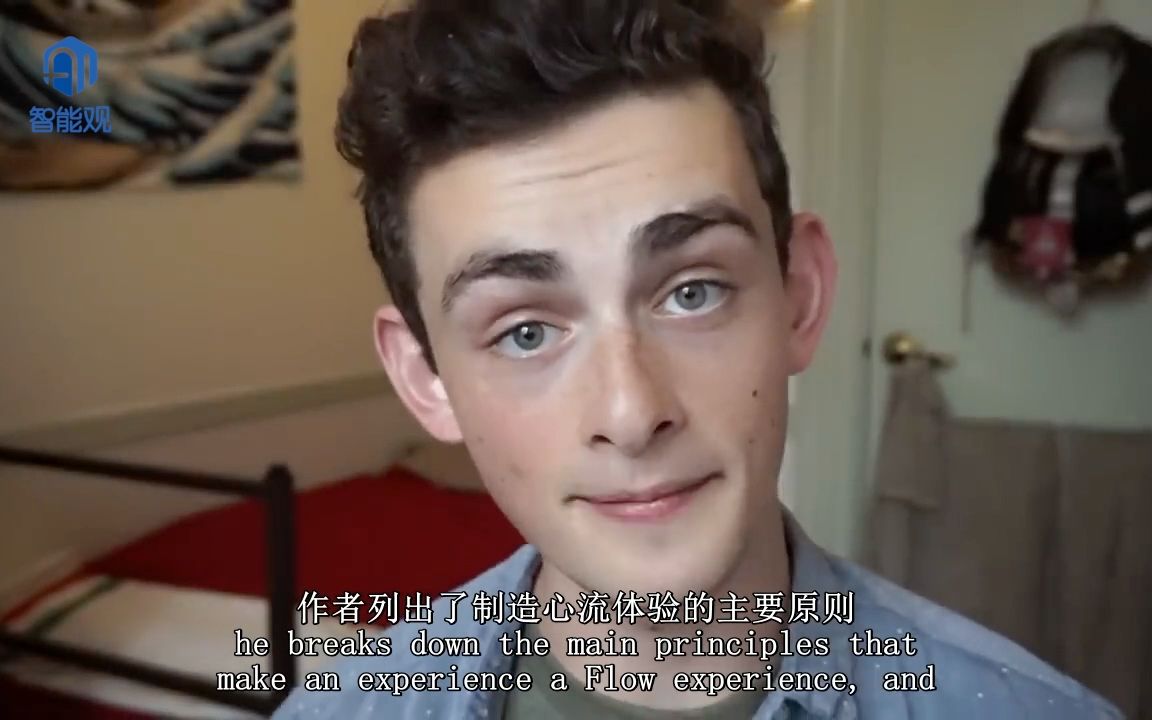 智能观
作者列出了制造心流体验的主要原则
he breaks down the main principles that
make an experience a Flow experience, and